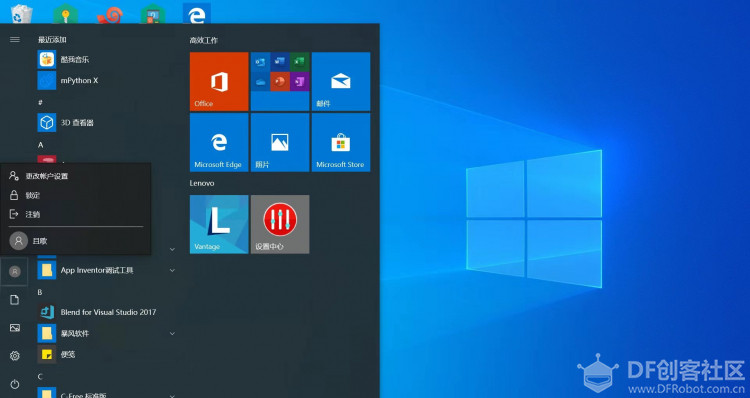 最近添加
酷我音乐
mPython X
#
3D 查看器
A
更改帐户设置
锁定
注销
App Inventor调试工具
B
Blend for Visual Studio 2017
暴风软件
便笺
C
C-Free 标准版
高效工作
Office
邮件
Microsoft Edge
照片
Microsoft Store
Lenovo
L
Vantage
设置中心
DF创客社区
www.DFRobot.com.cn